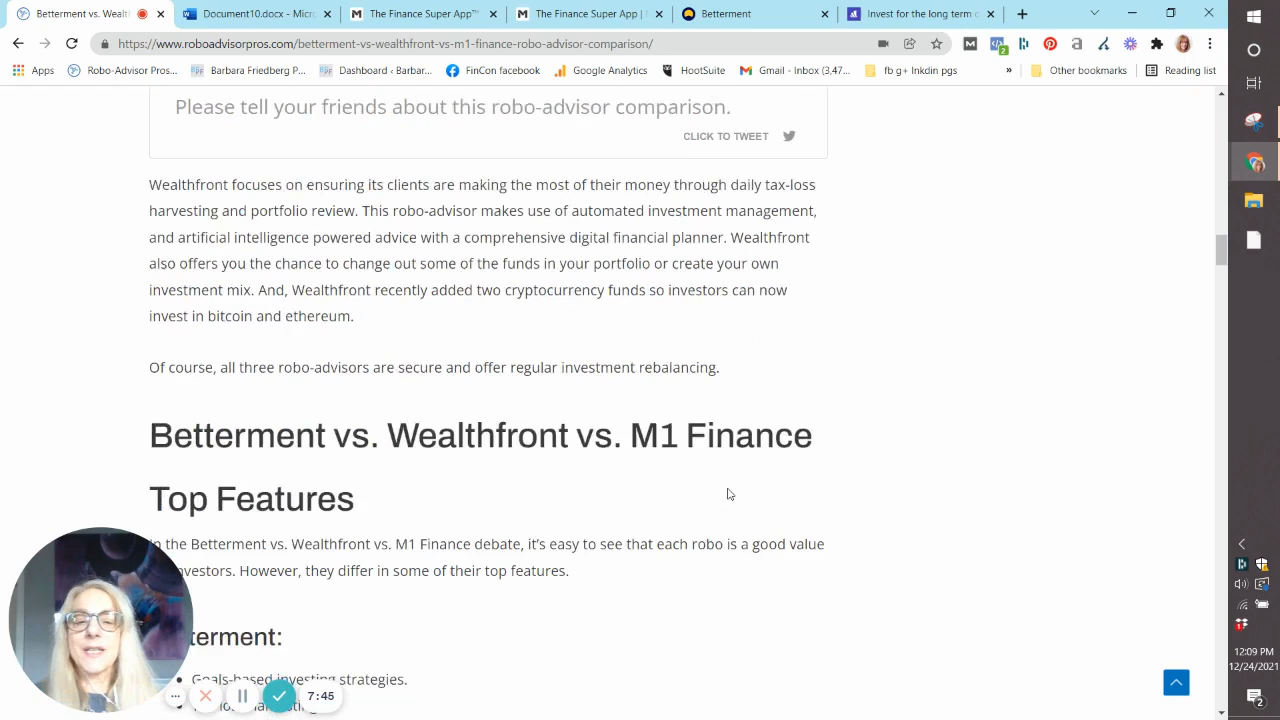 Betterment vs. Wealt
Document10.docx - Micros
The Finance Super App™
The Finance Super App | M
Betterment
Invest for the long term o
https://www.roboadvisorpros.com/betterment-vs-wealthfront-vs-m1-finance-robo-advisor-comparison/
Apps
Robo-Advisor Pros...
Barbara Friedberg P...
Dashboard ‹ Barbar...
FinCon facebook
Google Analytics
HootSuite
Gmail - Inbox (3,47...
fb g+ lnkdin pgs
»
Other bookmarks
Reading list
Please tell your friends about this robo-advisor comparison.
CLICK TO TWEET
Wealthfront focuses on ensuring its clients are making the most of their money through daily tax-loss
harvesting and portfolio review. This robo-advisor makes use of automated investment management,
and artificial intelligence powered advice with a comprehensive digital financial planner. Wealthfront
also offers you the chance to change out some of the funds in your portfolio or create your own
investment mix. And, Wealthfront recently added two cryptocurrency funds so investors can now
invest in bitcoin and ethereum.
Of course, all three robo-advisors are secure and offer regular investment rebalancing.
Betterment vs. Wealthfront vs. M1 Finance
Top Features
In the Betterment vs. Wealthfront vs. M1 Finance debate, it's easy to see that each robo is a good value
investors. However, they differ in some of their top features.
terment:
Goals-based investing strategies.
7:45
12:09 PM
12/24/2021
2